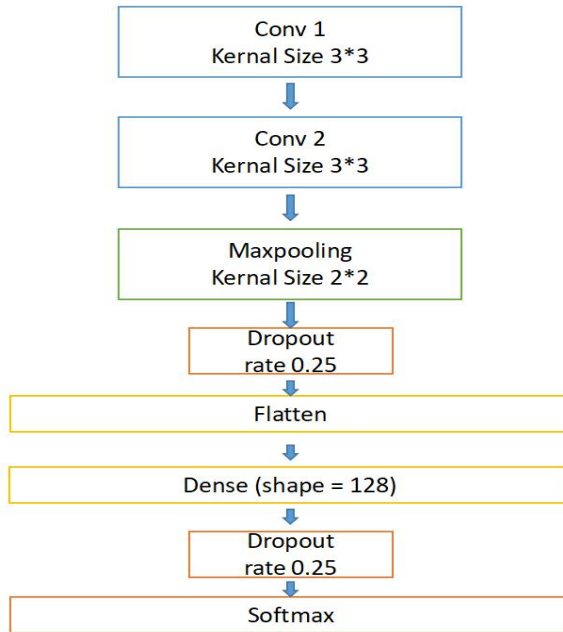 Conv 1
Kernal Size 3*3
Conv 2
Kernal Size 3*3
Maxpooling
Kernal Size 2*2
Dropout
rate 0.25
Flatten
Dense (shape = 128)
Dropout
rate 0.25
Softmax